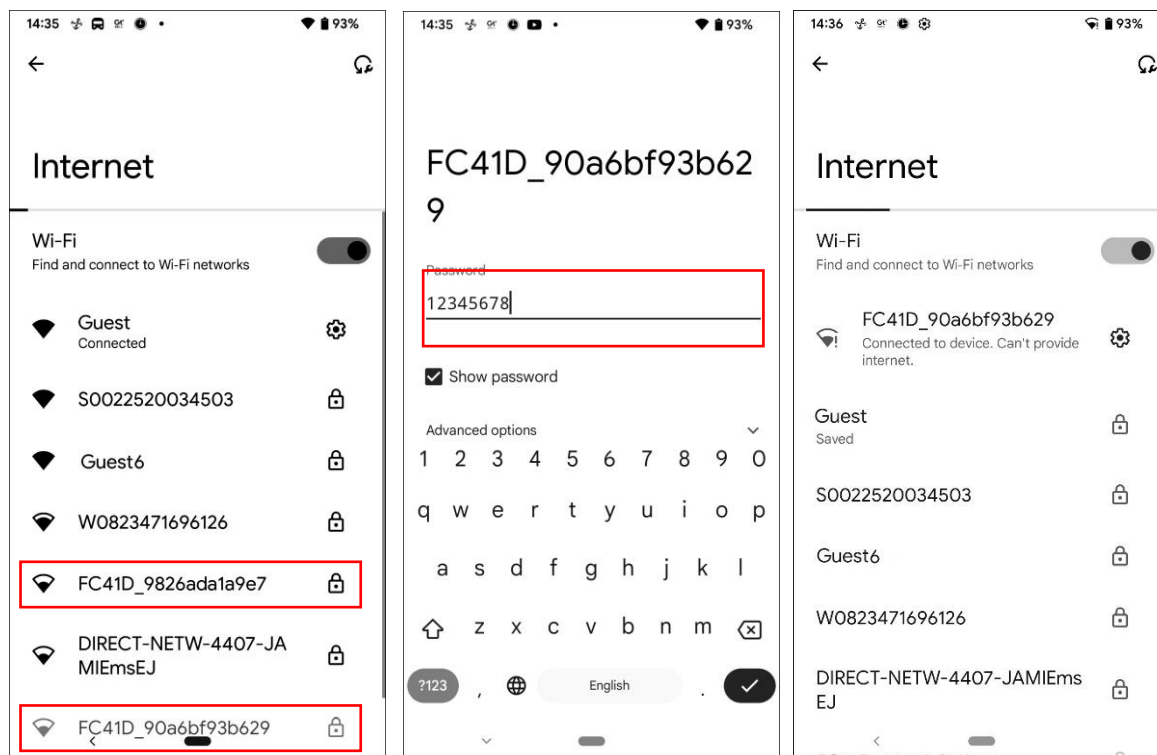 14:35
93%
Internet
Wi-Fi
Find and connect to Wi-Fi networks
Guest
Connected
S0022520034503
Guest6
W0823471696126
FC41D_9826ada1a9e7
DIRECT-NETW-4407-JA
MIEmsEJ
FC41D_90a6bf93b629
14:35
93%
FC41D_90a6bf93b62
9
Password
12345678
Show password
Advanced options
1 2 3 4 5 6 7 8 9 0
q w e r t y u i o p
a s d f g h j k l
z x c v b n m
?123 , English .
14:36
93%
Internet
Wi-Fi
Find and connect to Wi-Fi networks
FC41D_90a6bf93b629
Connected to device. Can't provide
internet.
Guest
Saved
S0022520034503
Guest6
W0823471696126
DIRECT-NETW-4407-JAMIEms
EJ